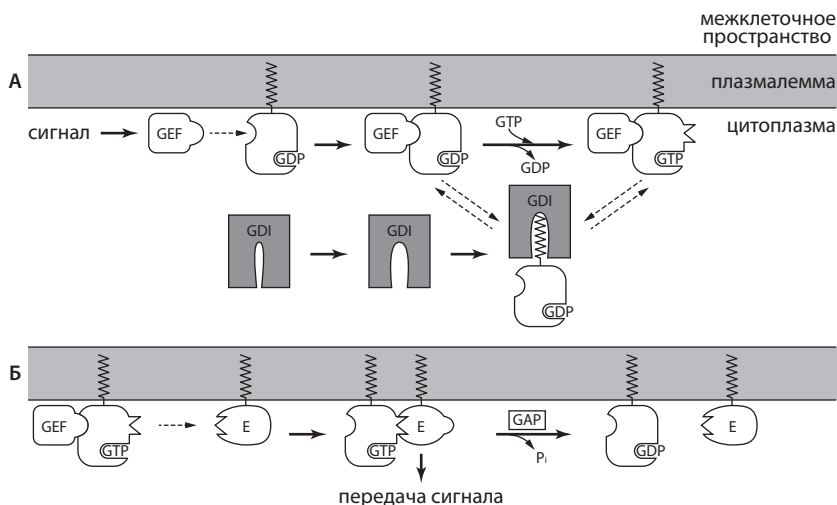 межклеточное
пространство
А
плазмалемма
сигнал
GEF
GDP
GEF
GDP
GTP
GDP
GEF
GTP
цитоплазма
GDI
GDI
GDI
GDP
Б
GEF
GTP
E
GTP
E
GAP
Pi
GDP
E
передача сигнала